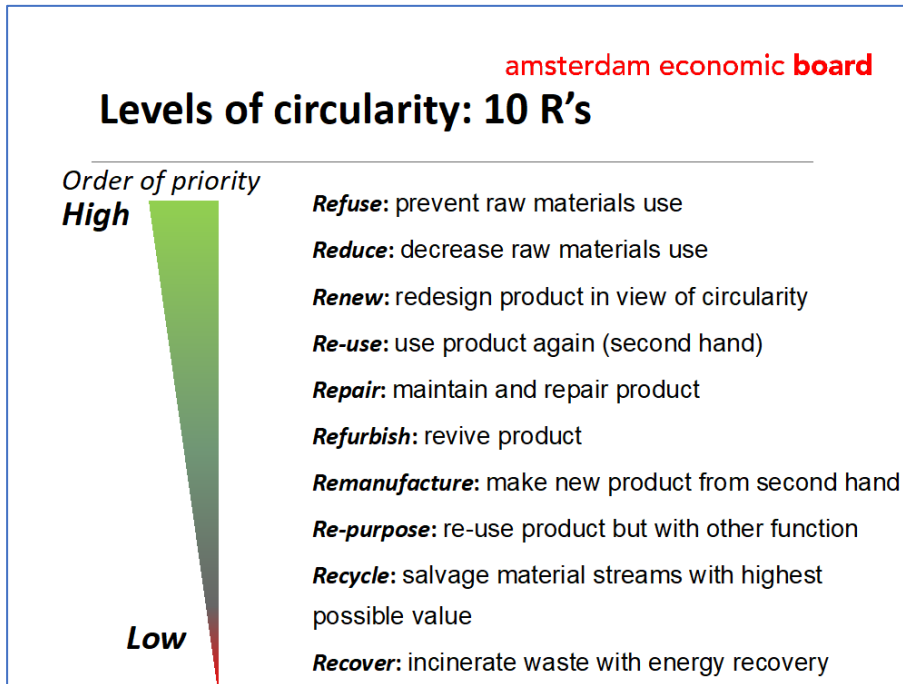 amsterdam economic board
Levels of circularity: 10 R's
Order of priority
High
Refuse: prevent raw materials use
Reduce: decrease raw materials use
Renew: redesign product in view of circularity
Re-use: use product again (second hand)
Repair: maintain and repair product
Refurbish: revive product
Remanufacture: make new product from second hand
Re-purpose: re-use product but with other function
Recycle: salvage material streams with highest
possible value
Low
Recover: incinerate waste with energy recovery